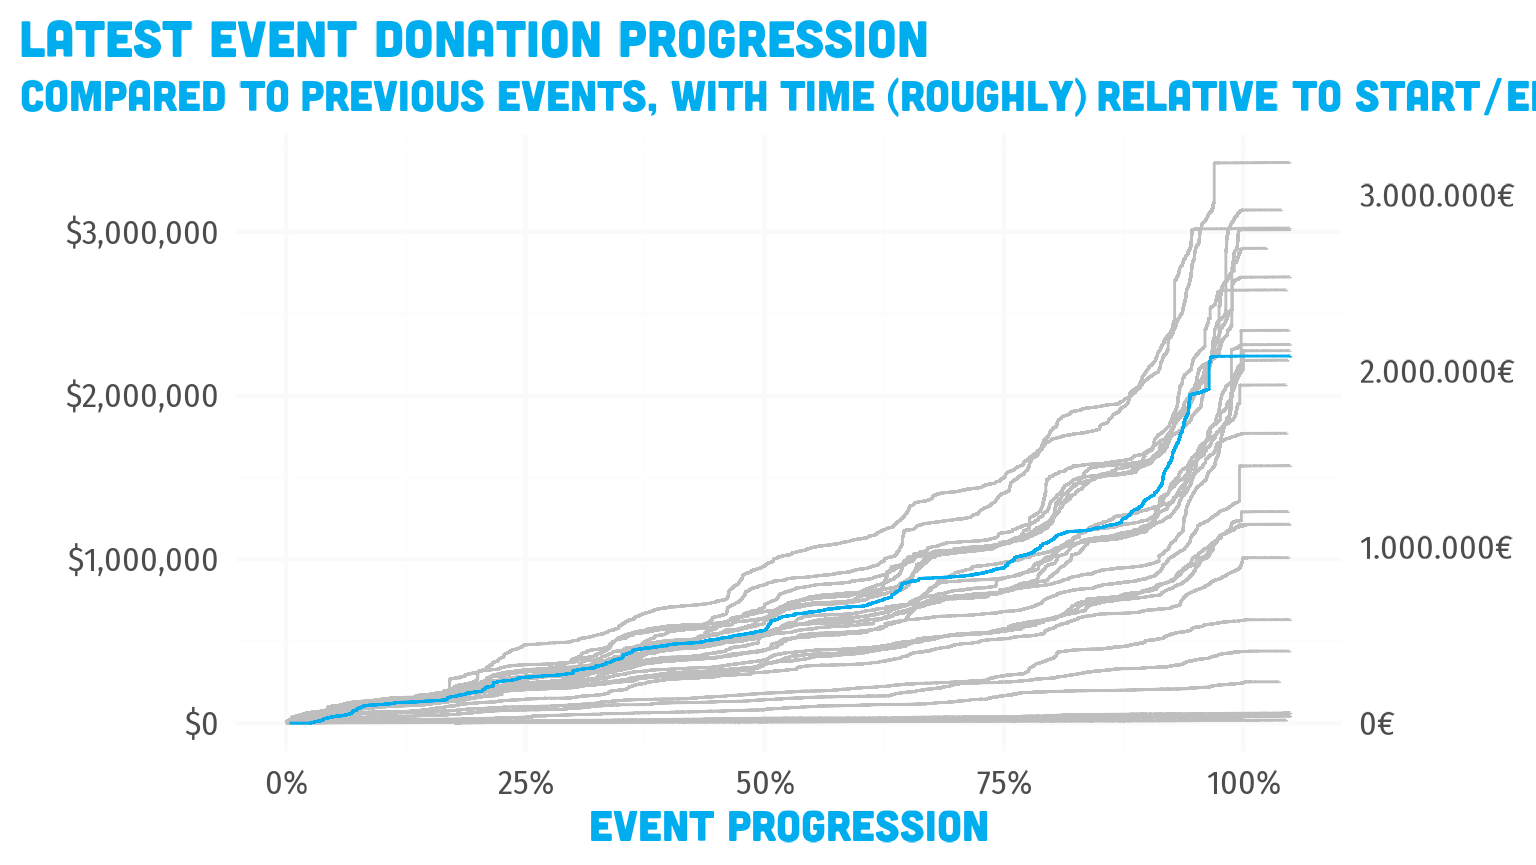 LATEST EVENT DONATION PROGRESSION
COMPARED TO PREVIOUS EVENTS, WITH TIME (ROUGHLY) RELATIVE TO START/
$3,000,000
$2,000,000
$1,000,000
$0
3.000.000€
2.000.000€
1.000.000€
0€
0% 25% 50% 75% 100%
EVENT PROGRESSION